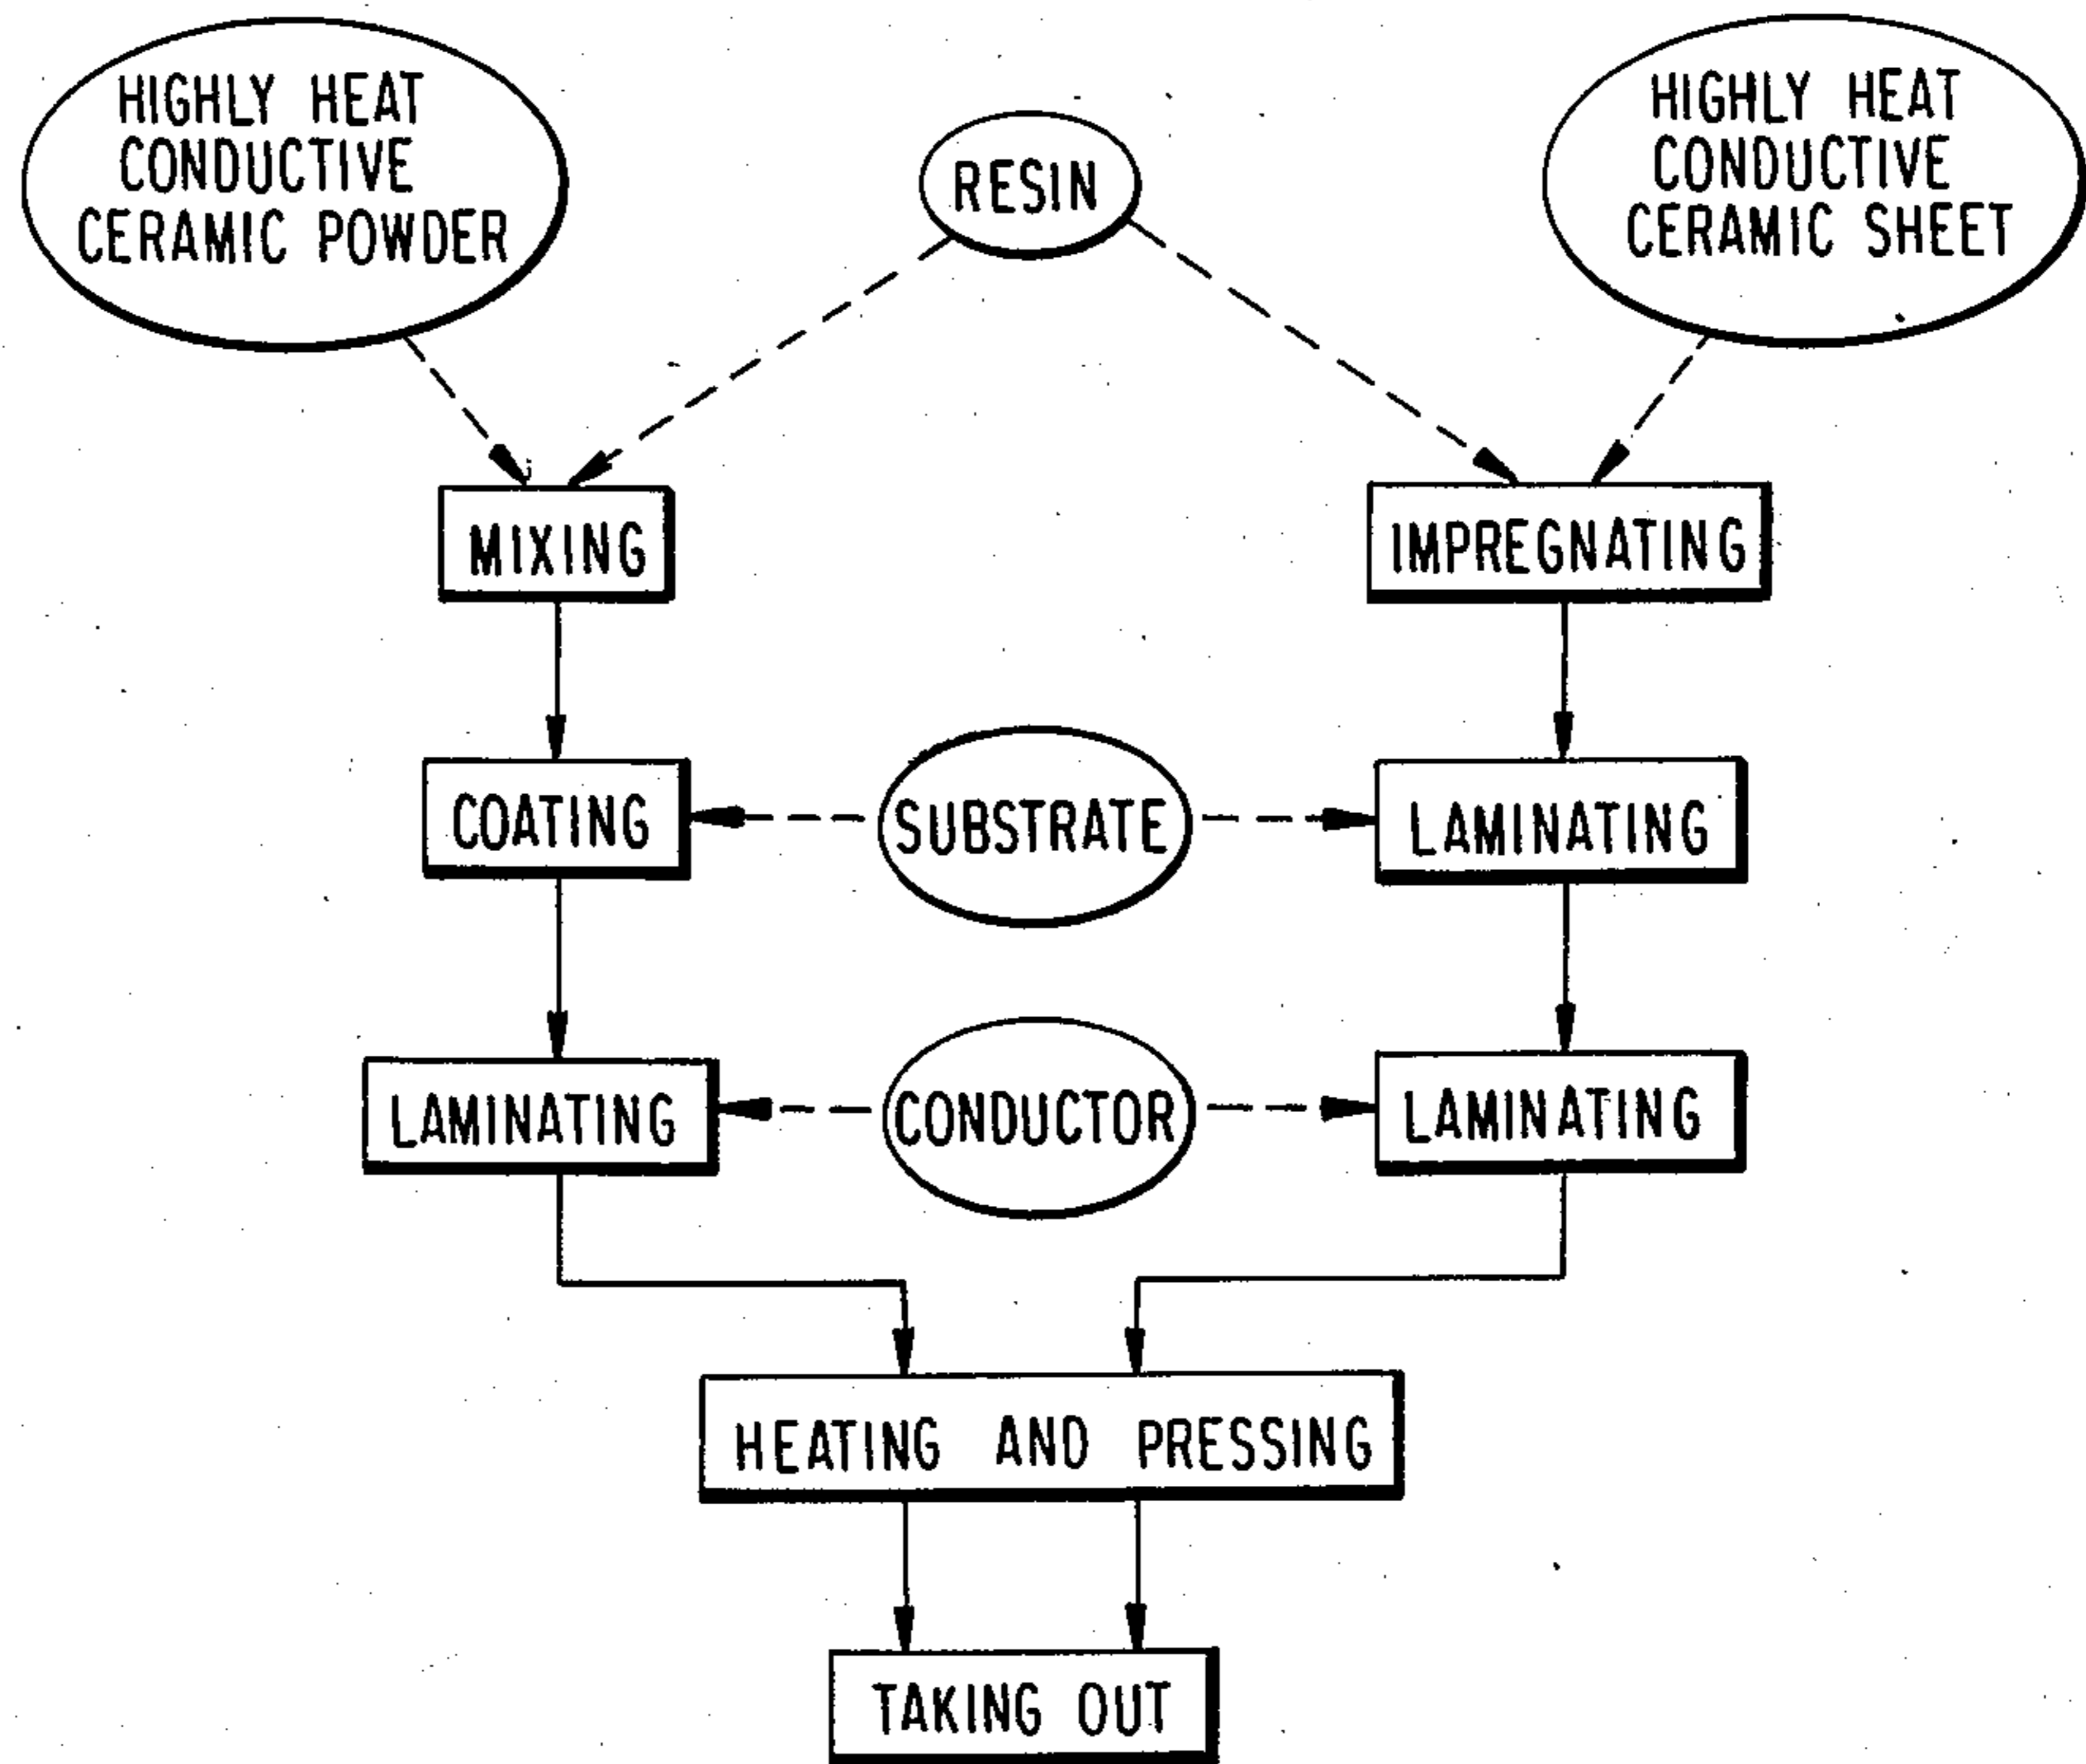 HIGHLY HEAT
CONDUCTIVE
CERAMIC POWDER
RESIN
HIGHLY HEAT
CONDUCTIVE
CERAMIC SHEET
MIXING
IMPREGNATING
COATING
SUBSTRATE
LAMINATING
LAMINATING
CONDUCTOR
LAMINATING
HEATING AND PRESSING
TAKING OUT